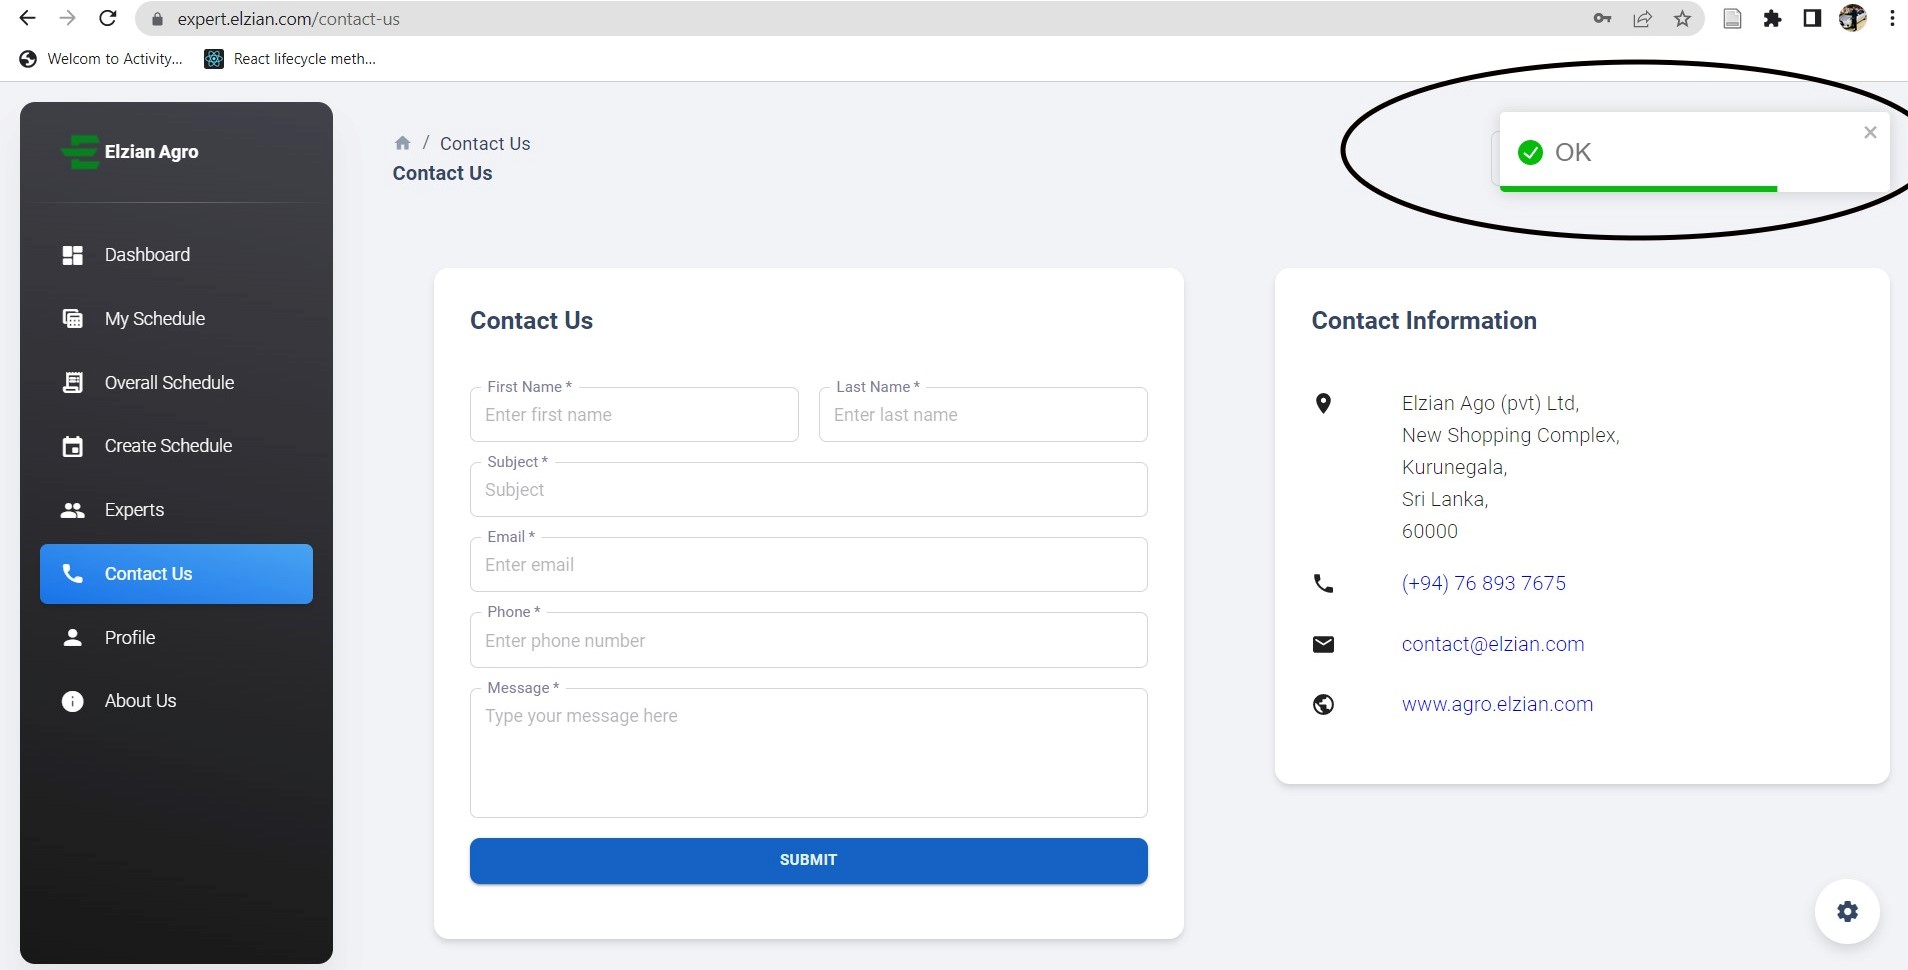 expert.elzian.com/contact-us
Welcom to Activity...
React lifecycle meth...
Elzian Agro
Dashboard
My Schedule
Overall Schedule
Create Schedule
Experts
Contact Us
Profile
About Us
/ Contact Us
Contact Us
OK
Contact Us
First Name *
Enter first name
Last Name *
Enter last name
Subject *
Subject
Email *
Enter email
Phone *
Enter phone number
Message *
Type your message here
SUBMIT
Contact Information
Elzian Ago (pvt) Ltd,
New Shopping Complex,
Kurunegala,
Sri Lanka,
60000
(+94) 76 893 7675
contact@elzian.com
www.agro.elzian.com